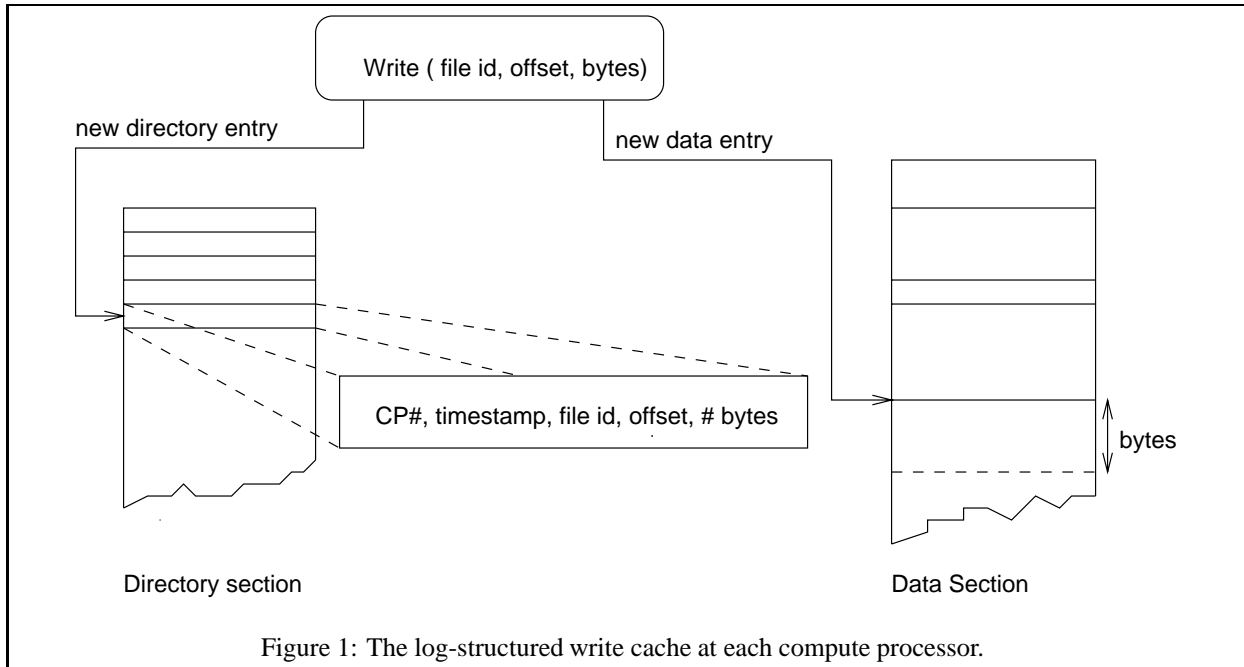 Write ( file id, offset, bytes)
new directory entry
new data entry
CP#, timestamp, file id, offset, # bytes
bytes
Directory section
Data Section
Figure 1: The log-structured write cache at each compute processor.